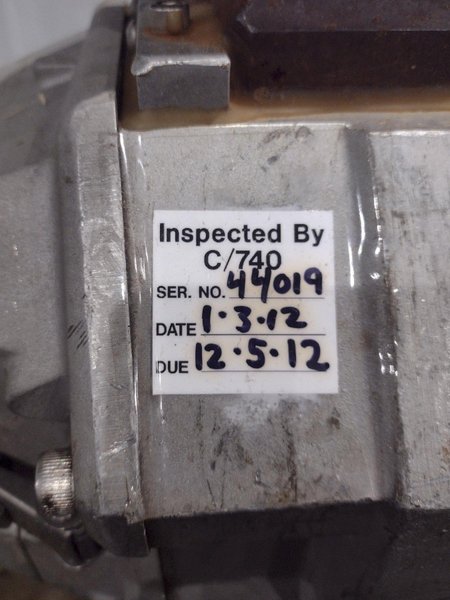 Inspected By
C/740
SER. NO. 44019
DATE 1·3·12
DUE 12·5·12